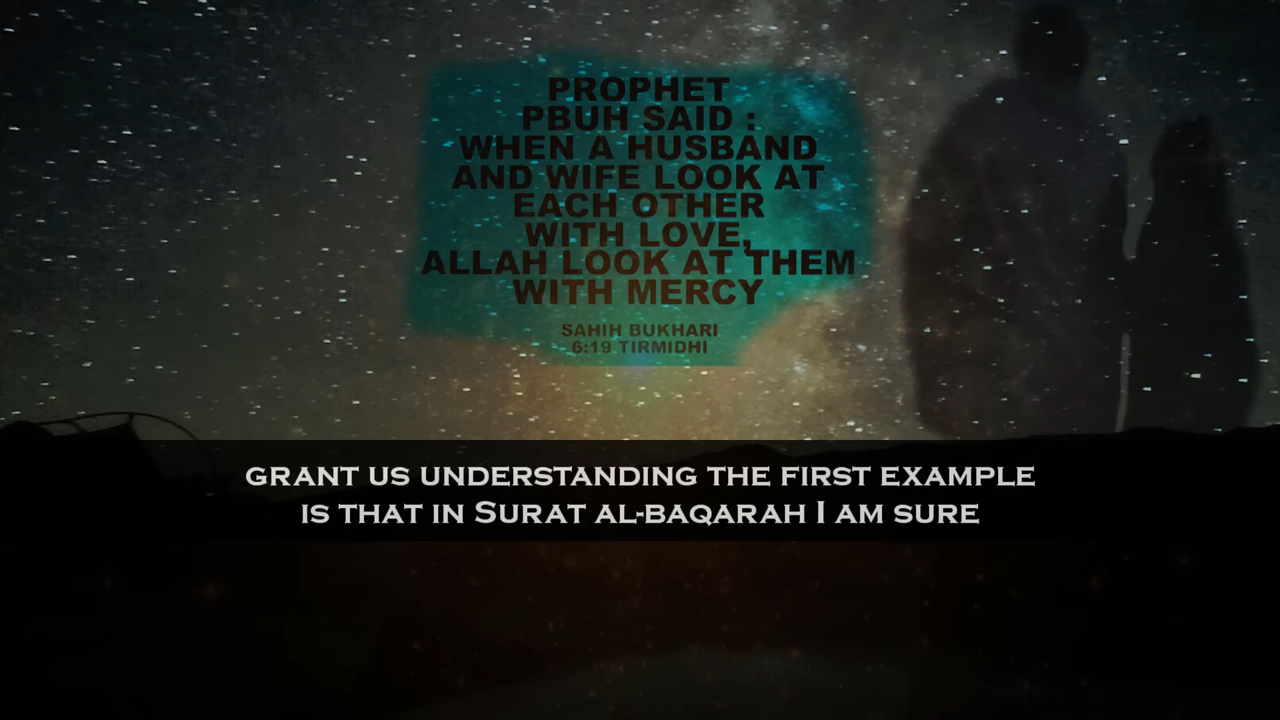 PROPHET
PBUH SAID :
WHEN A HUSBAND
AND WIFE LOOK AT
EACH OTHER
WITH LOVE,
ALLAH LOOK AT THEM
WITH MERCY
SAHIH BUKHARI
6:19 TIRMIDHI
GRANT US UNDERSTANDING THE FIRST EXAMPLE
IS THAT IN SURAT AL-BAQARAH I AM SURE